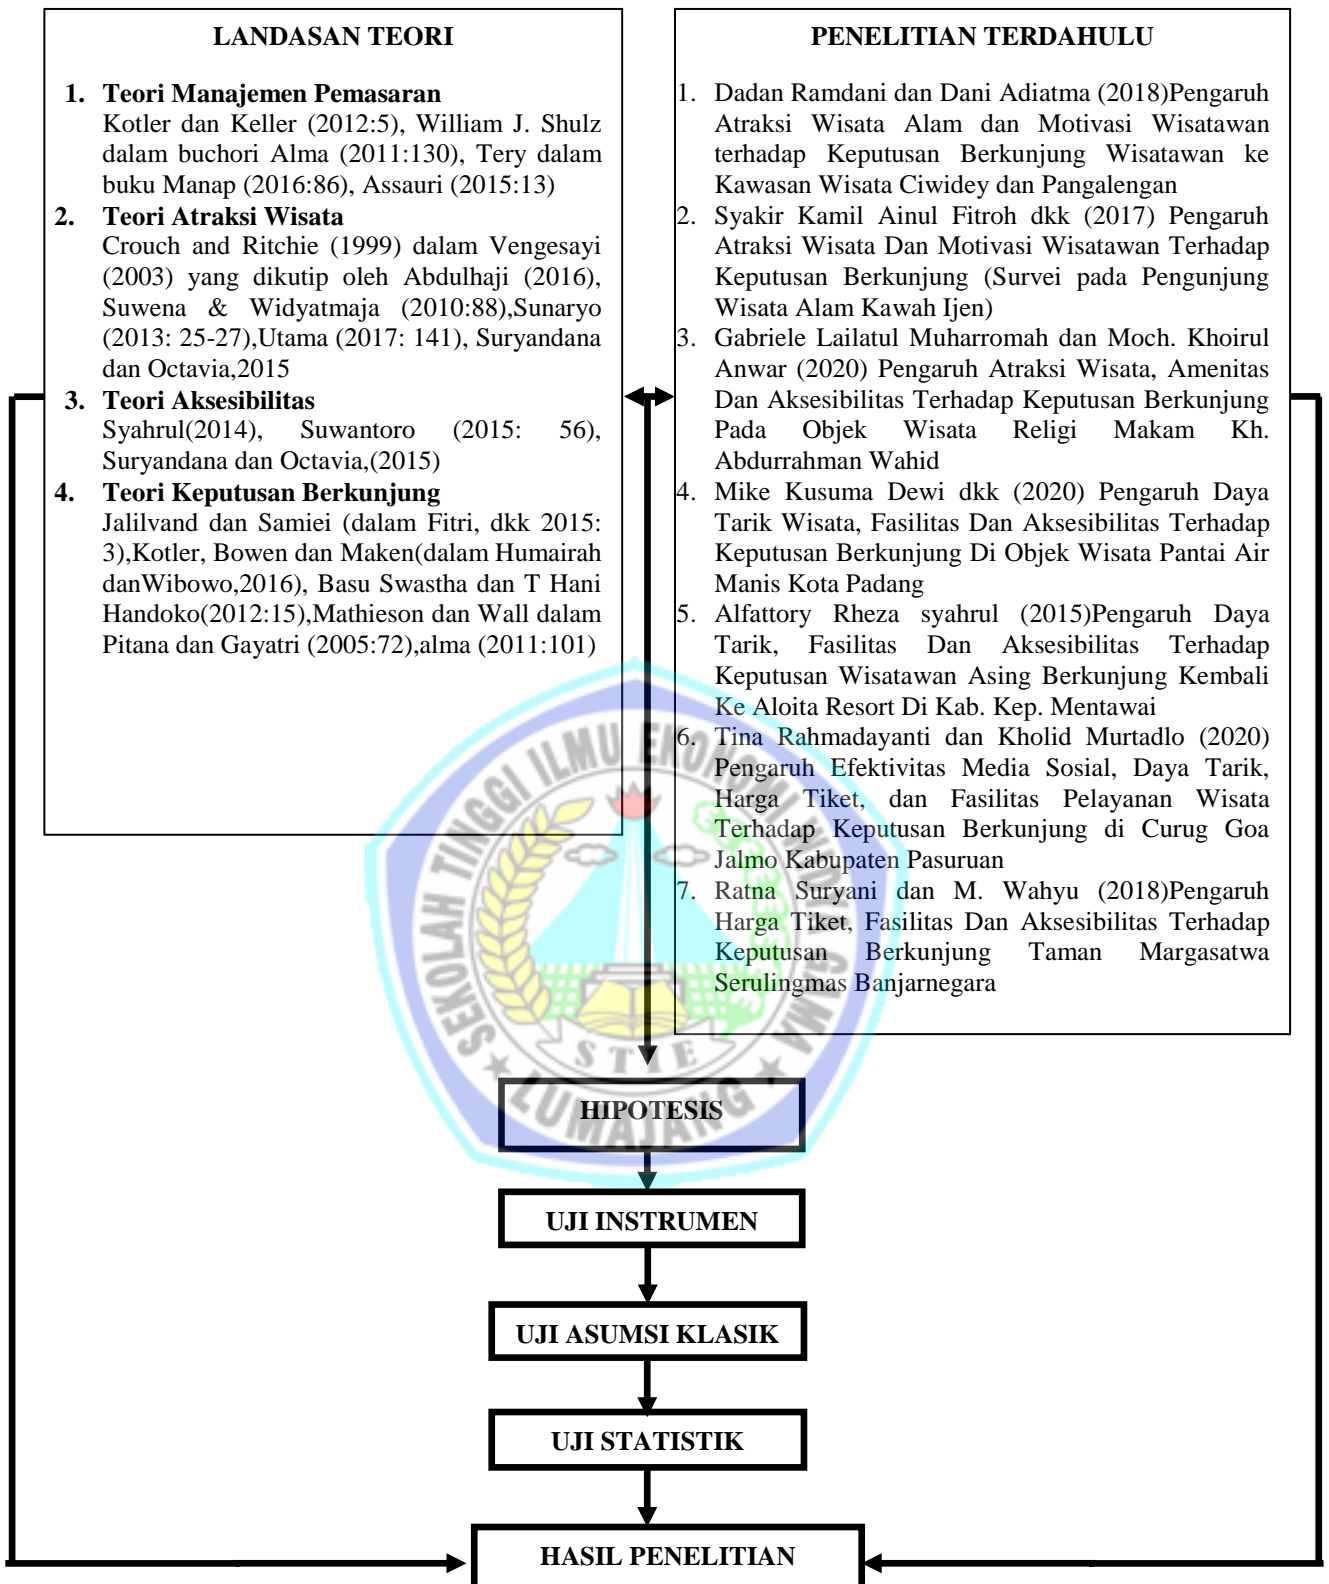 LANDASAN TEORI
1. Teori Manajemen Pemasaran
Kotler dan Keller (2012:5), William J. Shulz
dalam buchori Alma (2011:130), Tery dalam
buku Manap (2016:86), Assauri (2015:13)
2. Teori Atraksi Wisata
Crouch and Ritchie (1999) dalam Vengesayi
(2003) yang dikutip oleh Abdulhaji (2016),
Suwena & Widyatmaja (2010:88),Sunaryo
(2013: 25-27),Utama (2017: 141), Suryandana
dan Octavia,2015
3. Teori Aksesibilitas
Syahrul(2014), Suwantoro (2015: 56),
Suryandana dan Octavia,(2015)
4. Teori Keputusan Berkunjung
Jalilvand dan Samiei (dalam Fitri, dkk 2015:
3),Kotler, Bowen dan Maken(dalam Humairah
danWibowo,2016), Basu Swastha dan T Hani
Handoko(2012:15),Mathieson dan Wall dalam
Pitana dan Gayatri (2005:72),alma (2011:101)
PENELITIAN TERDAHULU
1. Dadan Ramdani dan Dani Adiatma (2018)Pengaruh
Atraksi Wisata Alam dan Motivasi Wisatawan
terhadap Keputusan Berkunjung Wisatawan ke
Kawasan Wisata Ciwidey dan Pangalengan
2. Syakir Kamil Ainul Fitroh dkk (2017) Pengaruh
Atraksi Wisata Dan Motivasi Wisatawan Terhadap
Keputusan Berkunjung (Survei pada Pengunjung
Wisata Alam Kawah Ijen)
3. Gabriele Lailatul Muharromah dan Moch. Khoirul
Anwar (2020) Pengaruh Atraksi Wisata, Amenitas
Dan Aksesibilitas Terhadap Keputusan Berkunjung
Pada Objek Wisata Religi Makam Kh.
Abdurrahman Wahid
4. Mike Kusuma Dewi dkk (2020) Pengaruh Daya
Tarik Wisata, Fasilitas Dan Aksesibilitas Terhadap
Keputusan Berkunjung Di Objek Wisata Pantai Air
Manis Kota Padang
5. Alfattory Rheza syahrul (2015)Pengaruh Daya
Tarik, Fasilitas Dan Aksesibilitas Terhadap
Keputusan Wisatawan Asing Berkunjung Kembali
Ke Aloita Resort Di Kab. Kep. Mentawai
6. Tina Rahmadayanti dan Kholid Murtadlo (2020)
Pengaruh Efektivitas Media Sosial, Daya Tarik,
Harga Tiket, dan Fasilitas Pelayanan Wisata
Terhadap Keputusan Berkunjung di Curug Goa
Jalmo Kabupaten Pasuruan
7. Ratna Suryani dan M. Wahyu (2018)Pengaruh
Harga Tiket, Fasilitas Dan Aksesibilitas Terhadap
Keputusan Berkunjung Taman Margasatwa
Serulingmas Banjarnegara
SEKOLAH TINGGI ILMU EKONOMI WIDYA GAMA
STIE
LUMAJANG
HIPOTESIS
UJI INSTRUMEN
UJI ASUMSI KLASIK
UJI STATISTIK
HASIL PENELITIAN